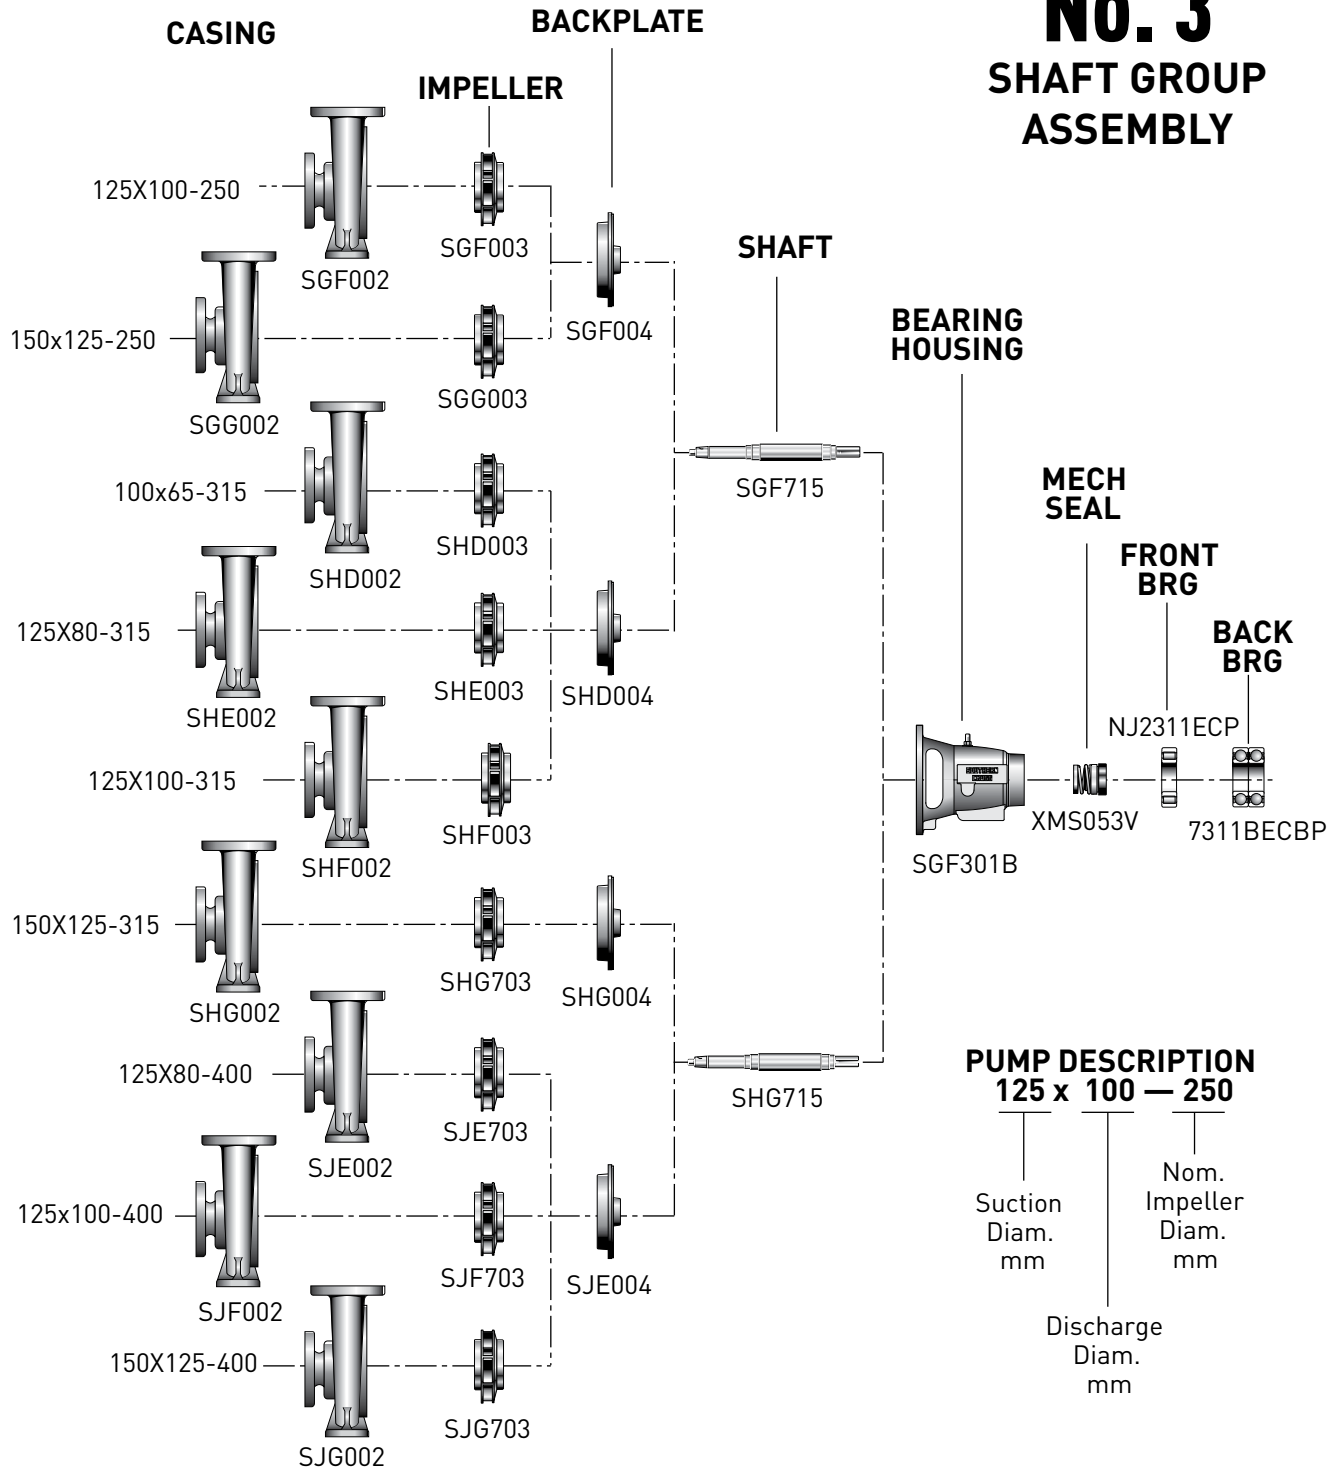 No. 3
SHAFT GROUP
ASSEMBLY
CASING
BACKPLATE
IMPELLER
125X100-250
SGF002
SGF003
SGF004
SHAFT
150x125-250
SGG002
SGG003
BEARING
HOUSING
100x65-315
SHD002
SHD003
SGF715
MECH
SEAL
FRONT
BRG
BACK
BRG
125X80-315
SHE002
SHE003
SHD004
NJ2311ECP
125X100-315
SHF002
SHF003
SGF301B
XMS053V
7311BECBP
150X125-315
SHG002
SHG703
SHG004
125X80-400
SJE002
SJE703
SHG715
125x100-400
SJF002
SJF703
SJE004
150X125-400
SJG002
SJG703
PUMP DESCRIPTION
125 x 100 — 250
Suction
Diam.
mm
Nom.
Impeller
Diam.
mm
Discharge
Diam.
mm